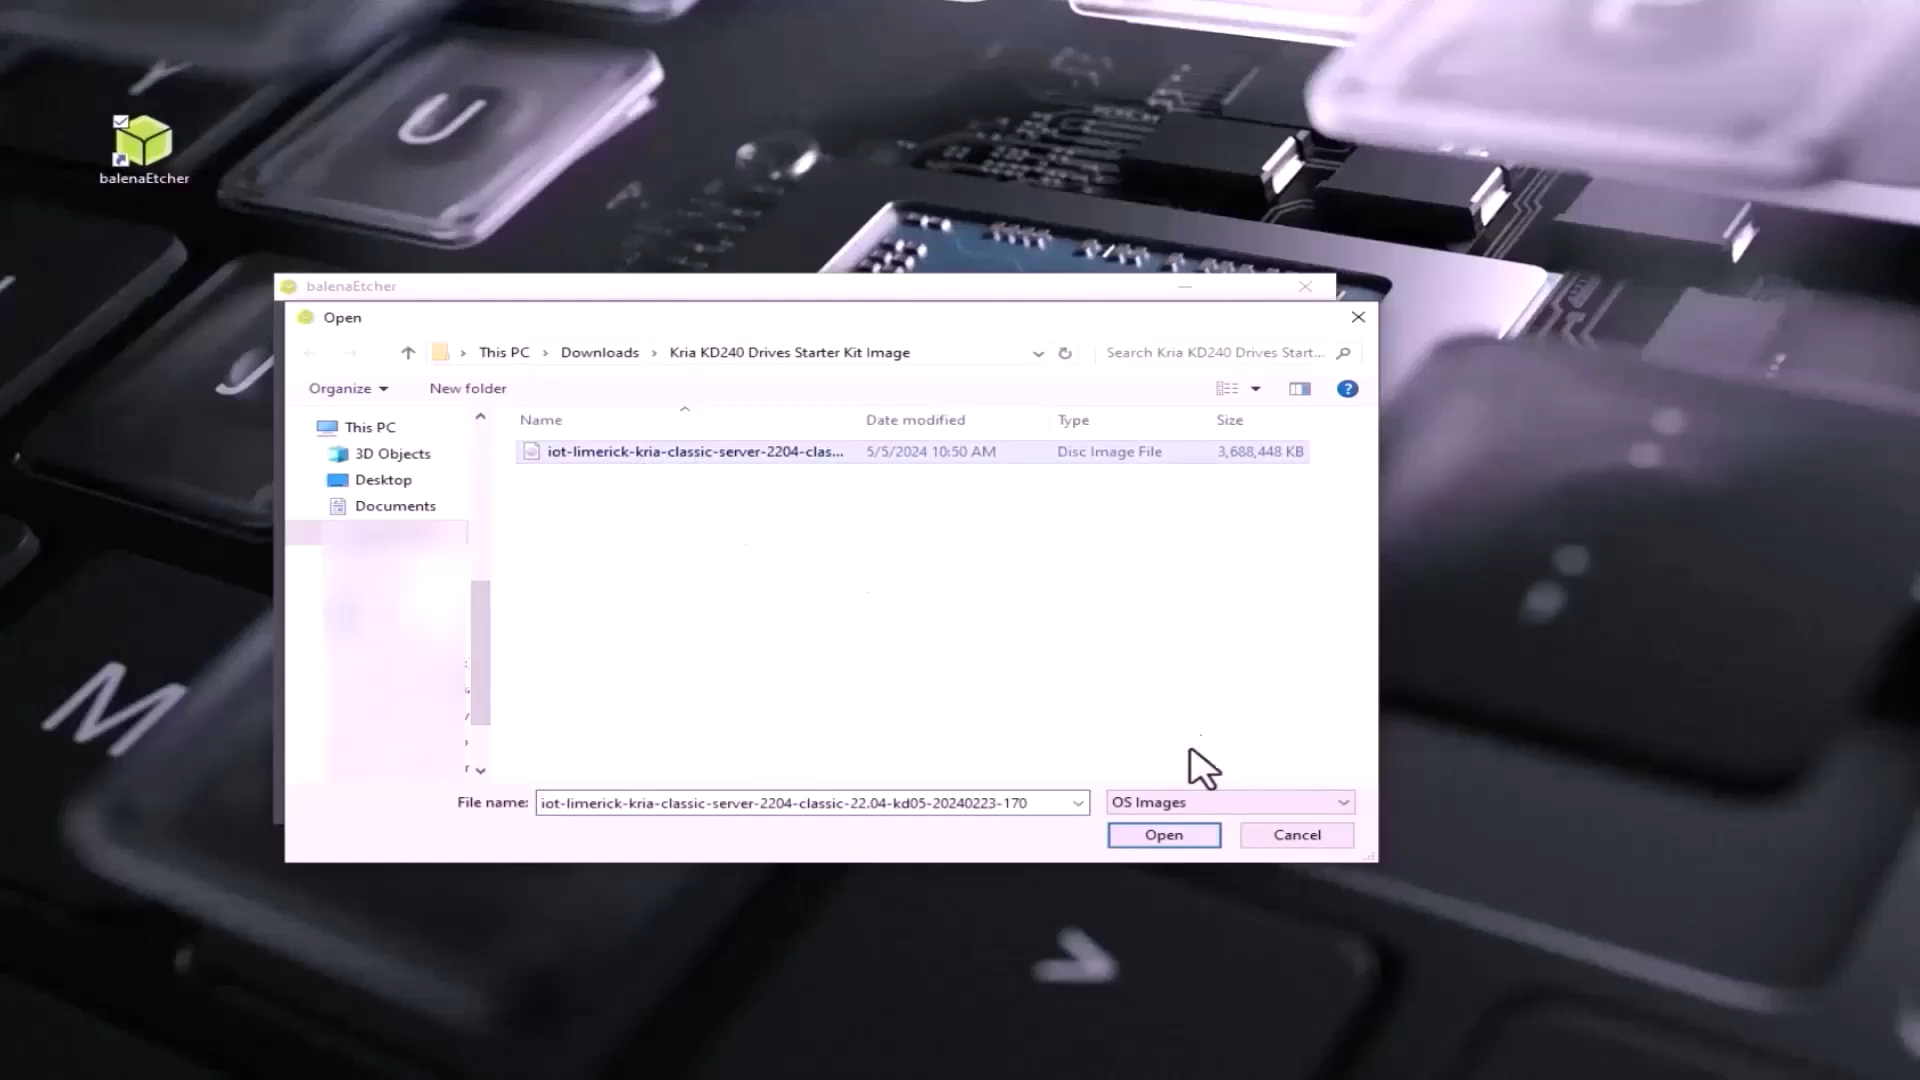 U
J
M
balenaEtcher
balenaEtcher
Open
This PC
Downloads
Kria KD240 Drives Starter Kit Image
Search Kria KD240 Drives Start...
Organize
New folder
?
This PC
3D Objects
Desktop
Documents
Name
Date modified
Type
Size
iot-limerick-kria-classic-server-2204-clas...
5/5/2024 10:50 AM
Disc Image File
3,688,448 KB
File name:
iot-limerick-kria-classic-server-2204-classic-22.04-kd05-20240223-170
OS Images
Open
Cancel